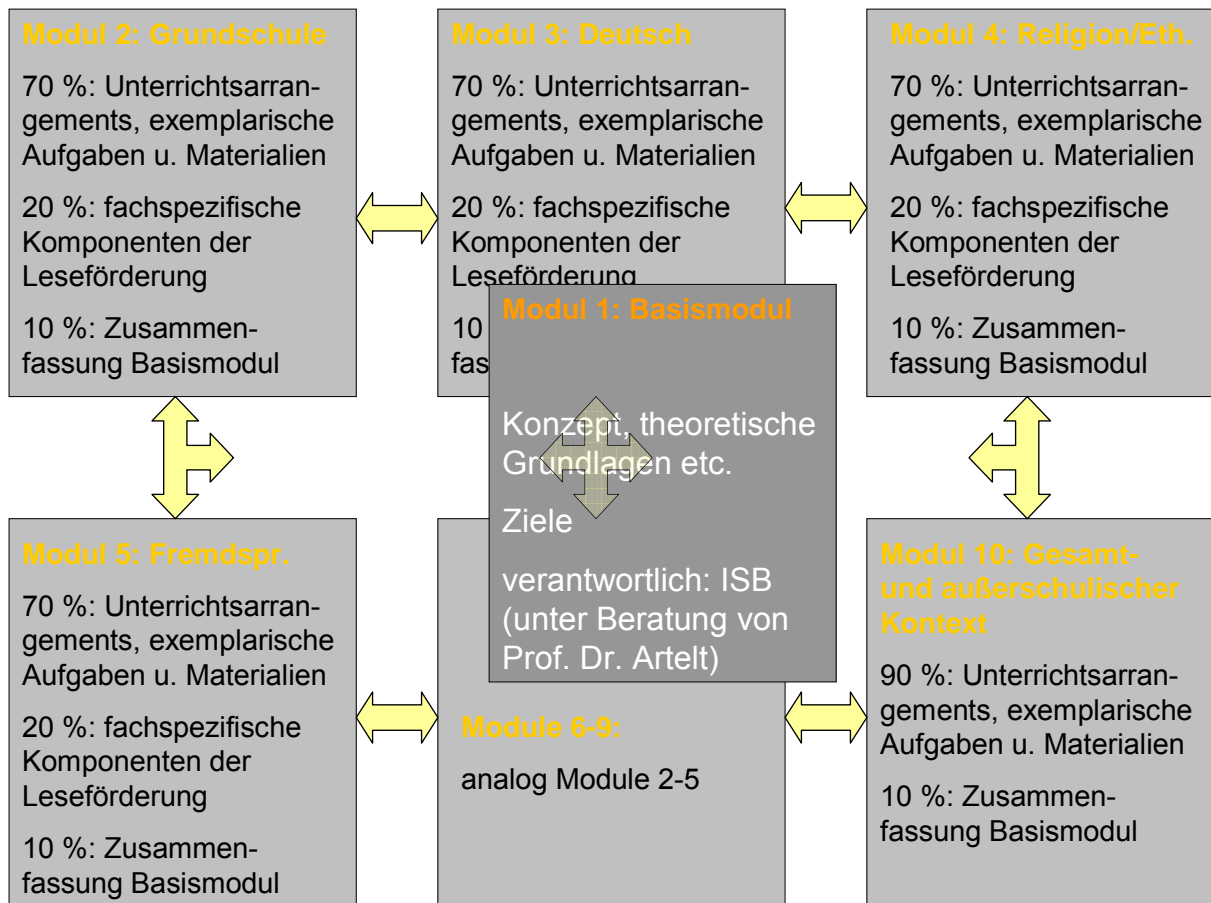 Modul 2: Grundschule
70 %: Unterrichtsarran-
gements, exemplarische
Aufgaben u. Materialien
20 %: fachspezifische
Komponenten der
Leseförderung
10 %: Zusammen-
fassung Basismodul
Modul 3: Deutsch
70 %: Unterrichtsarran-
gements, exemplarische
Aufgaben u. Materialien
20 %: fachspezifische
Komponenten der
Leseförderung
10
Modul 4: Religion/Eth.
70 %: Unterrichtsarran-
gements, exemplarische
Aufgaben u. Materialien
20 %: fachspezifische
Komponenten der
Leseförderung
10 %: Zusammen-
fassung Basismodul
Modul 1: Basismodul
Konzept, theoretische
Grundlagen etc.
Ziele
verantwortlich: ISB
(unter Beratung von
Prof. Dr. Artelt)
Modul 5: Fremdspr.
70 %: Unterrichtsarran-
gements, exemplarische
Aufgaben u. Materialien
20 %: fachspezifische
Komponenten der
Leseförderung
10 %: Zusammen-
fassung Basismodul
Module 6-9:
analog Module 2-5
Modul 10: Gesamt-
und außerschulischer
Kontext
90 %: Unterrichtsarran-
gements, exemplarische
Aufgaben u. Materialien
10 %: Zusammen-
fassung Basismodul